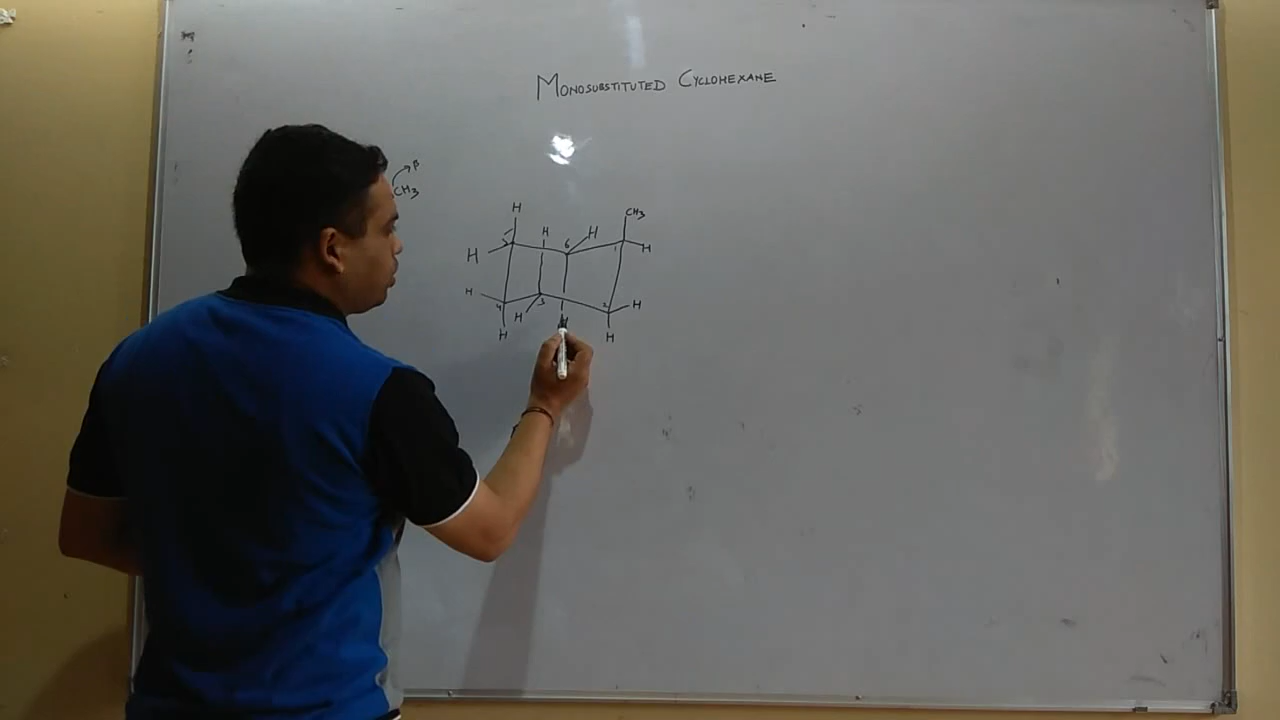 MONOSUBSTITUTED CYCLOHEXANE
β
CH3
H CH3
H H 6 H 1 H
5
H
H 4 3 2 H
H H
H H